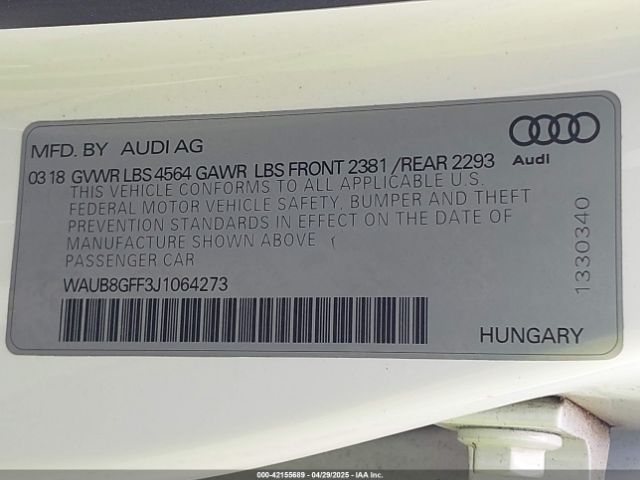 MFD. BY AUDI AG
Audi
03 18 GVWR LBS 4564 GAWR LBS FRONT 2381 /REAR 2293
THIS VEHICLE CONFORMS TO ALL APPLICABLE U.S.
FEDERAL MOTOR VEHICLE SAFETY, BUMPER AND THEFT
PREVENTION STANDARDS IN EFFECT ON THE DATE OF
MANUFACTURE SHOWN ABOVE
PASSENGER CAR
WAUB8GFF3J1064273
1330340
HUNGARY
000-42155689 - 04/29/2025 - IAA Inc.